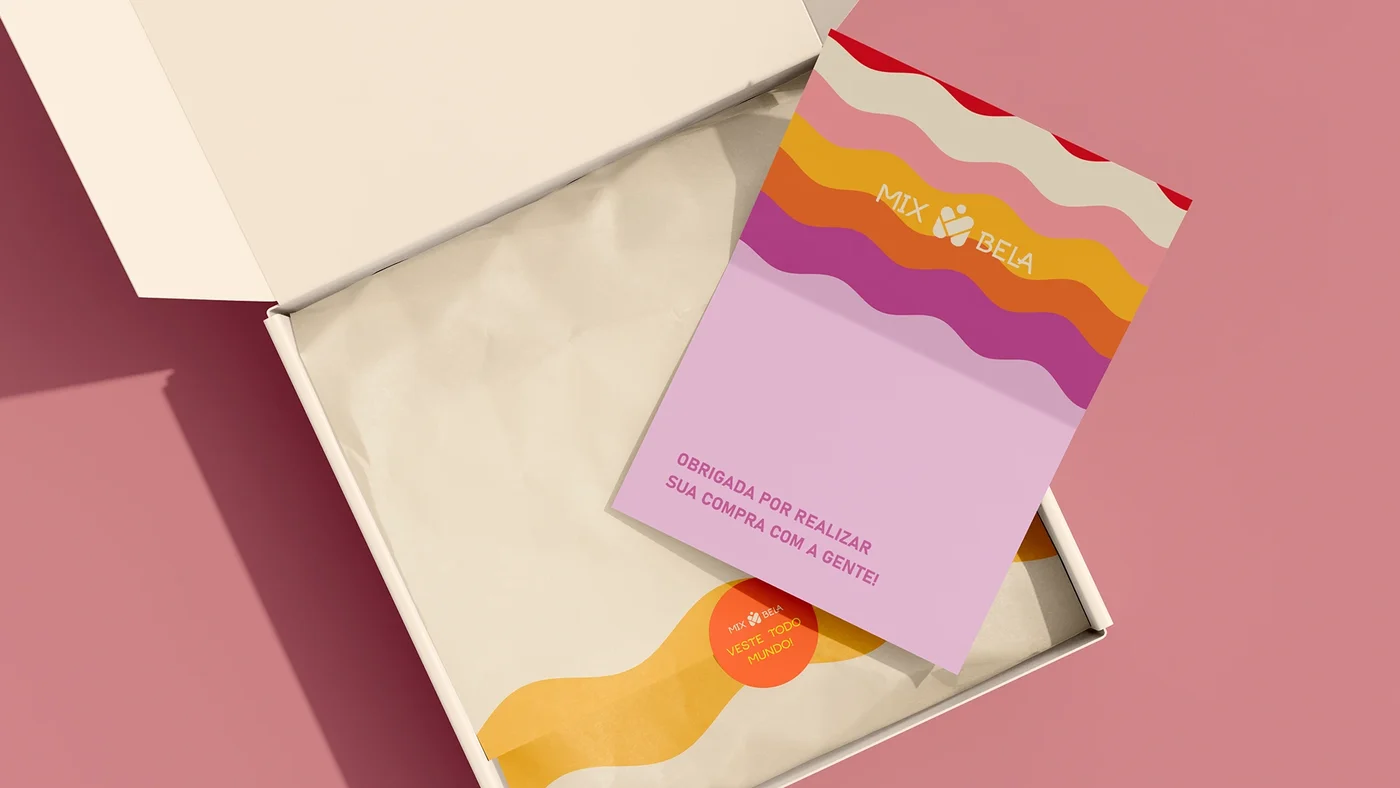 MIX BELA
OBRIGADA POR REALIZAR
SUA COMPRA COM A GENTE!
MIX BELA
VESTE TODO
MUNDO!